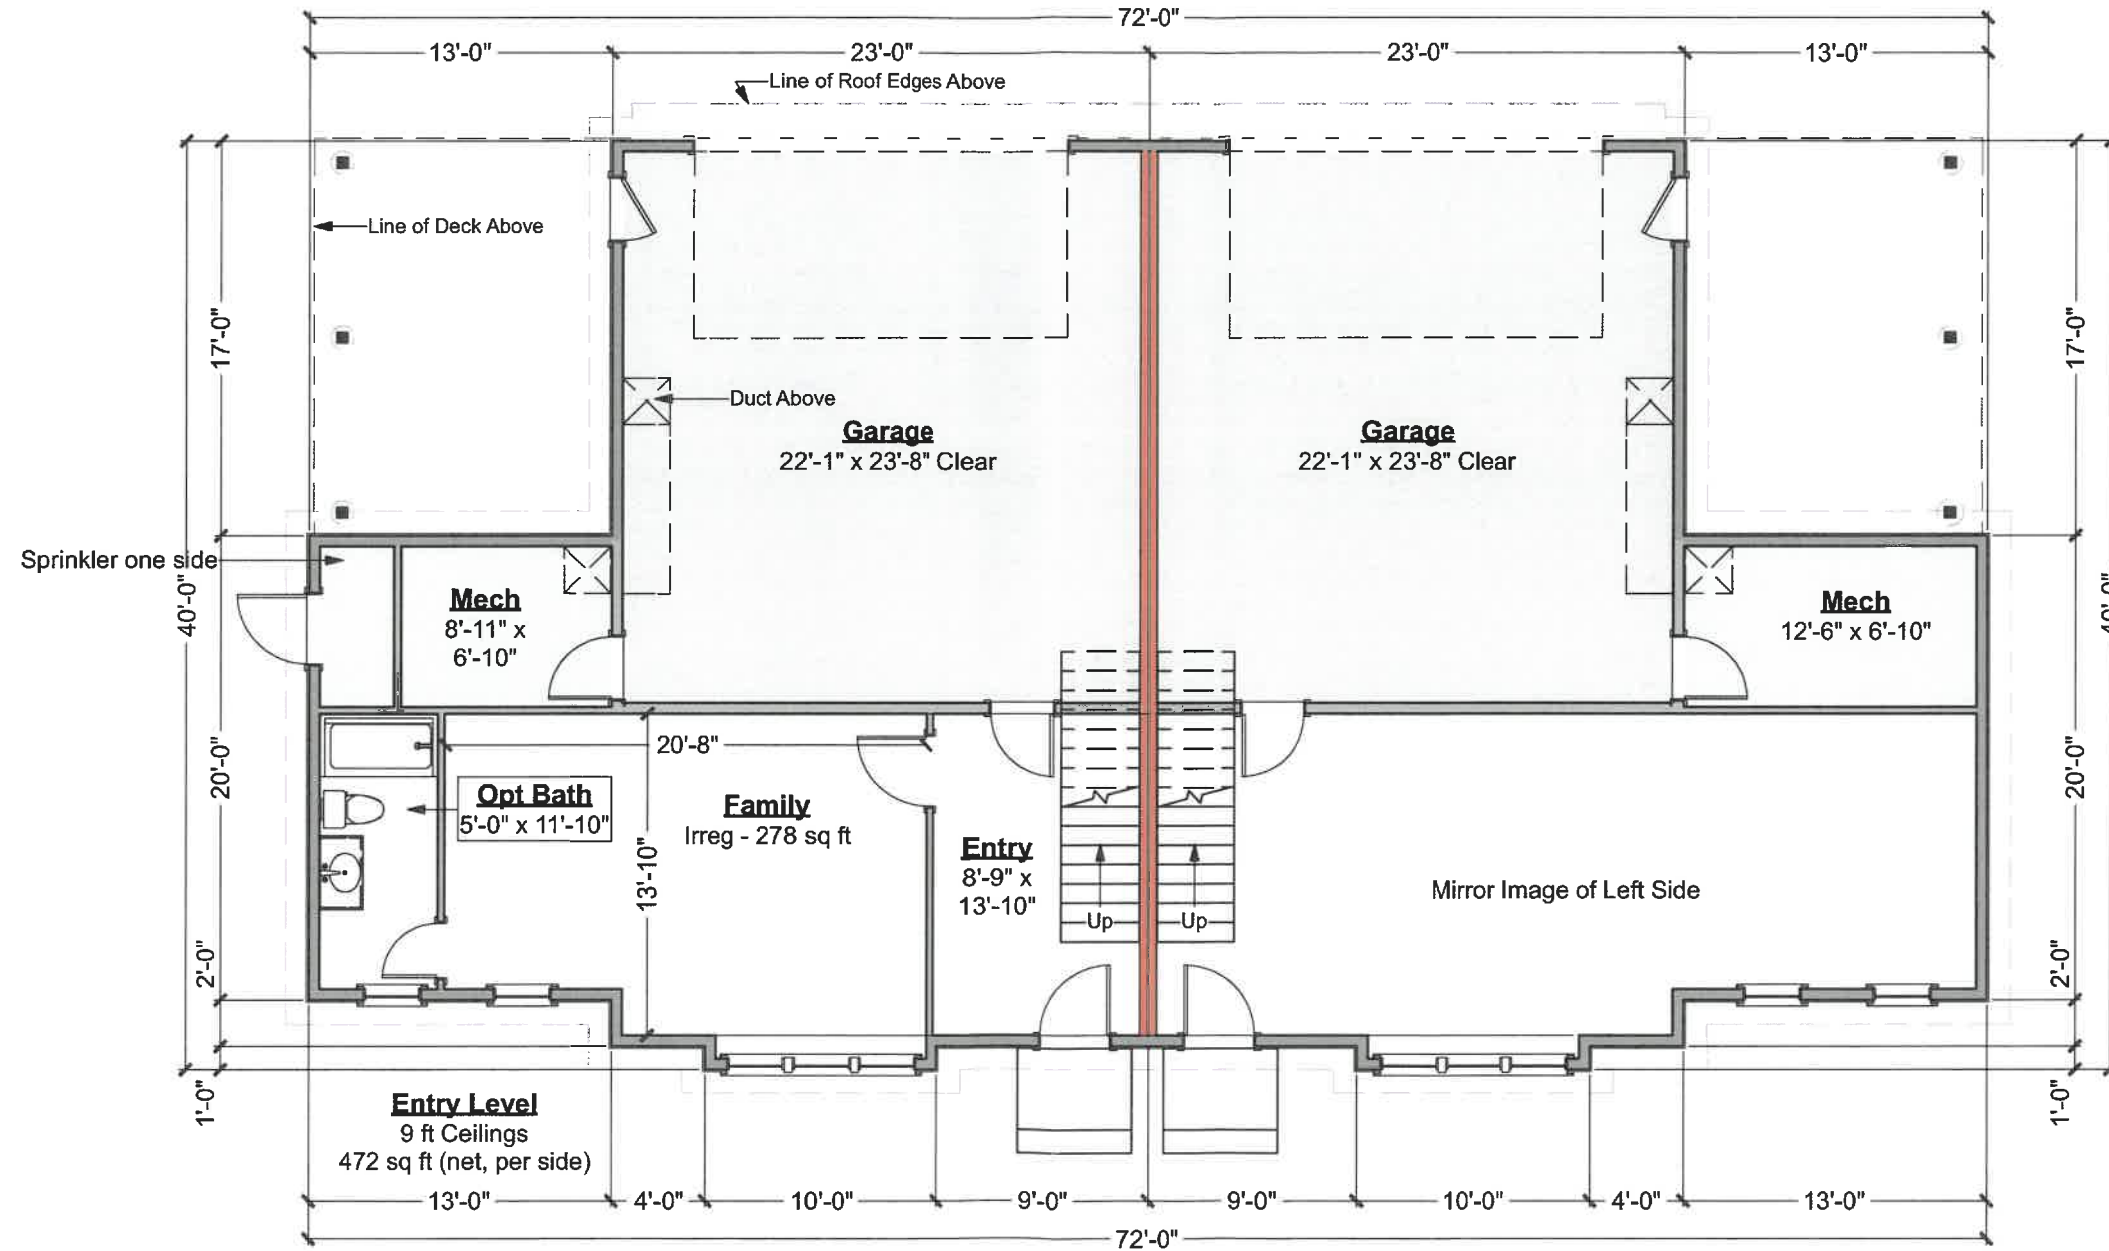 72'-0"
13'-0" 23'-0" 23'-0" 13'-0"
Line of Roof Edges Above
Line of Deck Above
17'-0"
17'-0"
Duct Above
Garage
22'-1" x 23'-8" Clear
Garage
22'-1" x 23'-8" Clear
Sprinkler one side
40'-0"
40'-0"
Mech
8'-11" x
6'-10"
Mech
12'-6" x 6'-10"
20'-8"
20'-0"
20'-0"
Opt Bath
5'-0" x 11'-10"
Family
Irreg - 278 sq ft
13'-10"
Entry
8'-9" x
13'-10"
Up
Up
Mirror Image of Left Side
2'-0"
2'-0"
1'-0"
1'-0"
Entry Level
9 ft Ceilings
472 sq ft (net, per side)
13'-0" 4'-0" 10'-0" 9'-0" 9'-0" 10'-0" 4'-0" 13'-0"
72'-0"